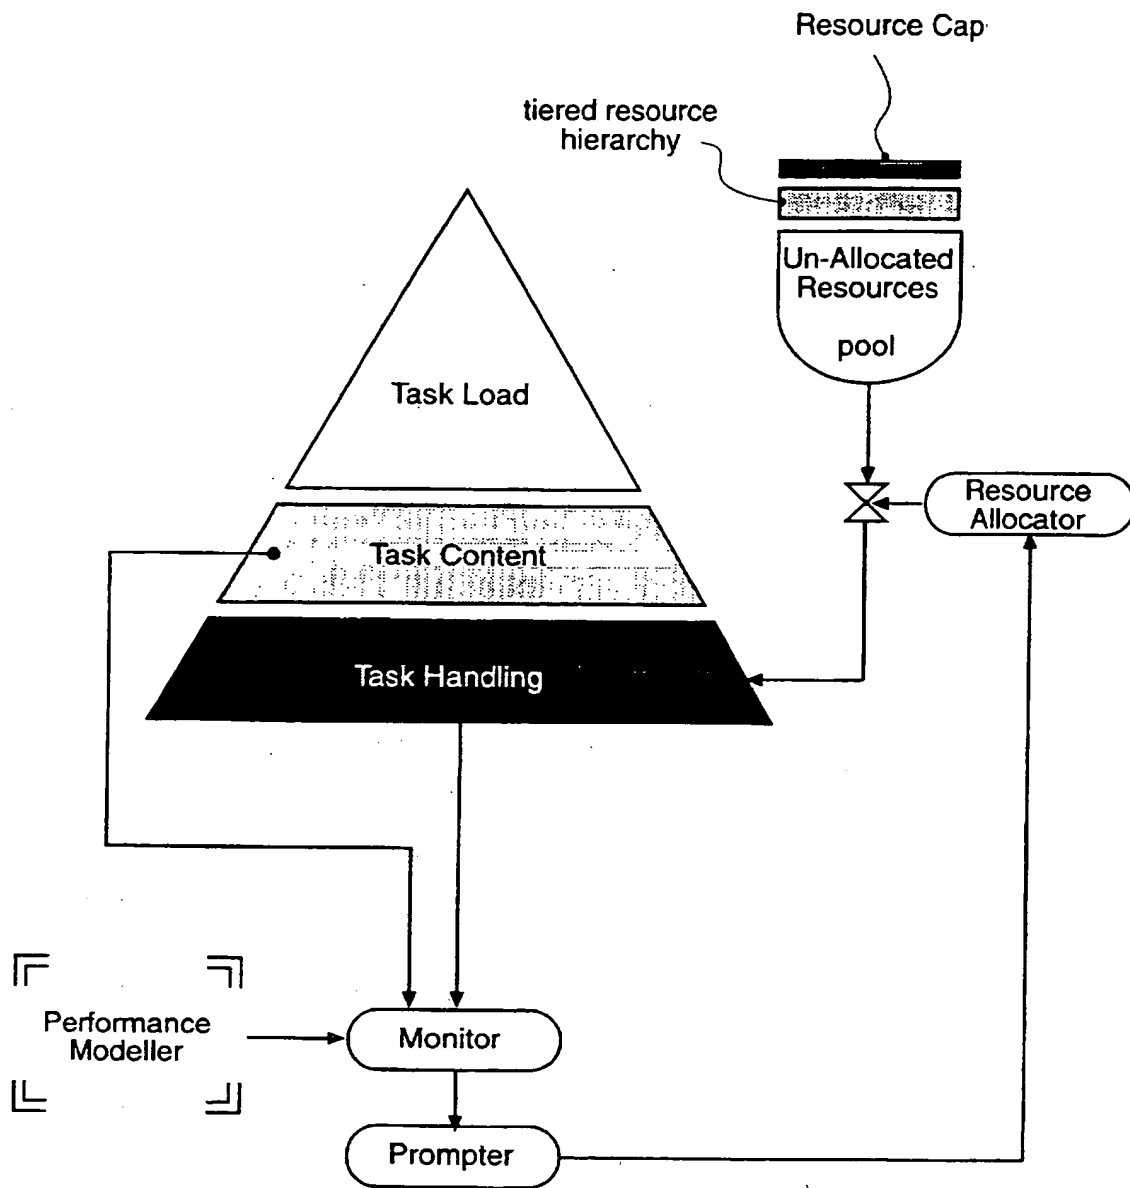 Resource Cap
tiered resource
hierarchy
Un-Allocated
Resources
pool
Task Load
Resource
Allocator
Task Content
Task Handling
Performance
Modeller
Monitor
Prompter